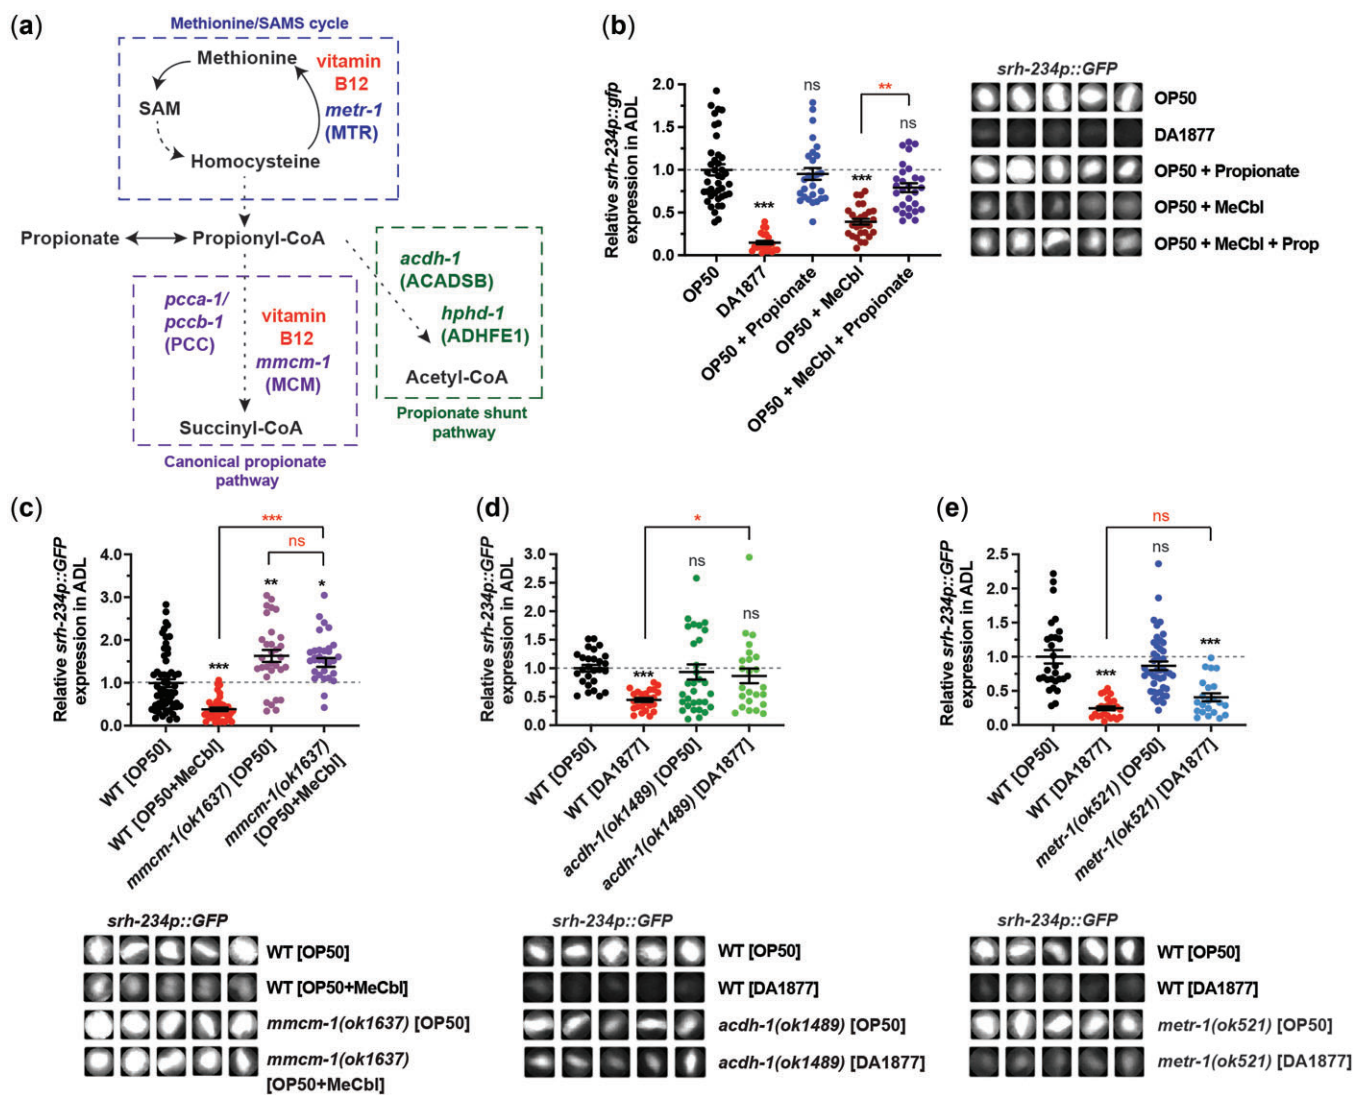 (a)
Methionine/SAMS cycle
Methionine
vitamin
B12
SAM
metr-1
(MTR)
Homocysteine
Propionate
Propionyl-CoA
acdh-1
(ACADSB)
hphd-1
(ADHFE1)
Acetyl-CoA
Propionate shunt
pathway
pcca-1/
pccb-1
(PCC)
vitamin
B12
mmcm-1
(MCM)
Succinyl-CoA
Canonical propionate
pathway
(b)
Relative srh-234p::gfp
expression in ADL
2.0
1.5
1.0
0.5
0.0
***
ns
***
**
ns
OP50
DA1877
OP50 + Propionate
OP50 + MeCbl
OP50 + MeCbl + Propionate
srh-234p::GFP
OP50
DA1877
OP50 + Propionate
OP50 + MeCbl
OP50 + MeCbl + Prop
(c)
Relative srh-234p::GFP
expression in ADL
4.0
3.0
2.0
1.0
0.0
***
ns
***
**
*
WT [OP50]
WT [OP50+MeCbl]
mmcm-1(ok1637) [OP50]
mmcm-1(ok1637)
[OP50+MeCbl]
srh-234p::GFP
WT [OP50]
WT [OP50+MeCbl]
mmcm-1(ok1637) [OP50]
mmcm-1(ok1637)
[OP50+MeCbl]
(d)
Relative srh-234p::GFP
expression in ADL
3.0
2.5
2.0
1.5
1.0
0.5
0.0
*
***
ns
ns
WT [OP50]
WT [DA1877]
acdh-1(ok1489) [OP50]
acdh-1(ok1489) [DA1877]
srh-234p::GFP
WT [OP50]
WT [DA1877]
acdh-1(ok1489) [OP50]
acdh-1(ok1489) [DA1877]
(e)
Relative srh-234p::GFP
expression in ADL
2.5
2.0
1.5
1.0
0.5
0.0
ns
***
ns
***
WT [OP50]
WT [DA1877]
metr-1(ok521) [OP50]
metr-1(ok521) [DA1877]
srh-234p::GFP
WT [OP50]
WT [DA1877]
metr-1(ok521) [OP50]
metr-1(ok521) [DA1877]